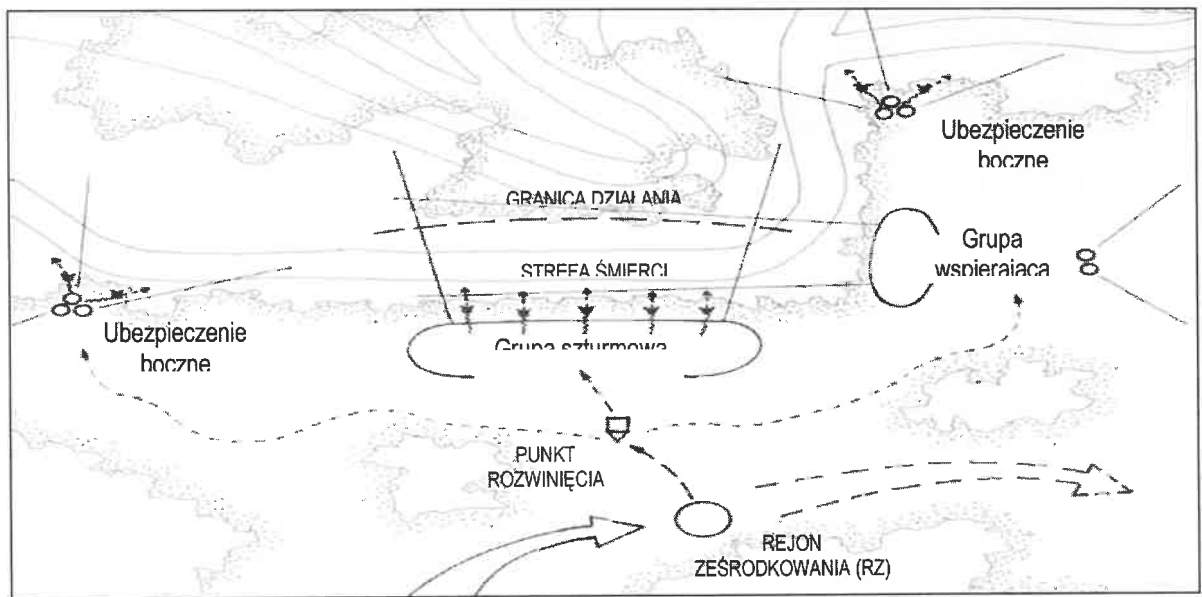 Ubezpieczenie
boczne
GRANICA DZIAŁANIA
Grupa
wspierająca
STREFA ŚMIERCI
Ubezpieczenie
boczne
Grupa szturmowa
PUNKT
ROZWINIĘCIA
REJON
ZEŚRODKOWANIA (RZ)